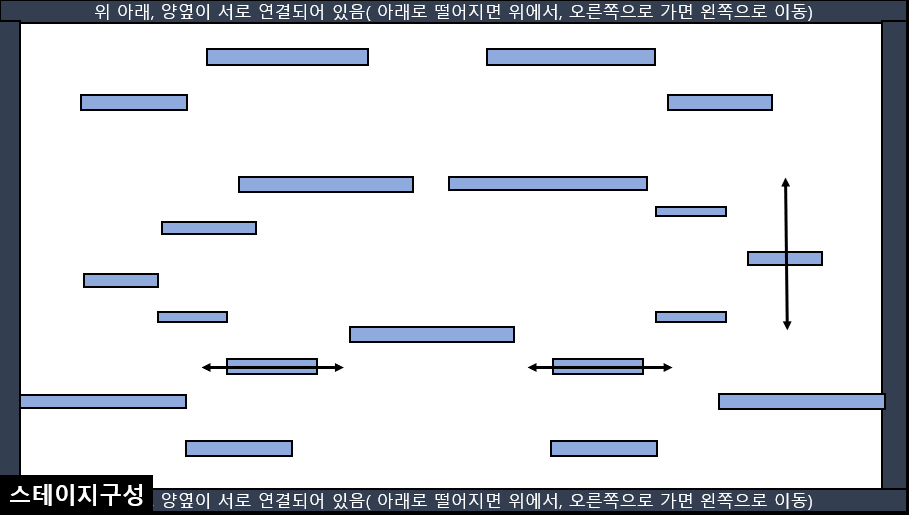 위 아래, 양옆이 서로 연결되어 있음( 아래로 떨어지면 위에서, 오른쪽으로 가면 왼쪽으로 이동)
스테이지구성
, 양옆이 서로 연결되어 있음( 아래로 떨어지면 위에서, 오른쪽으로 가면 왼쪽으로 이동)